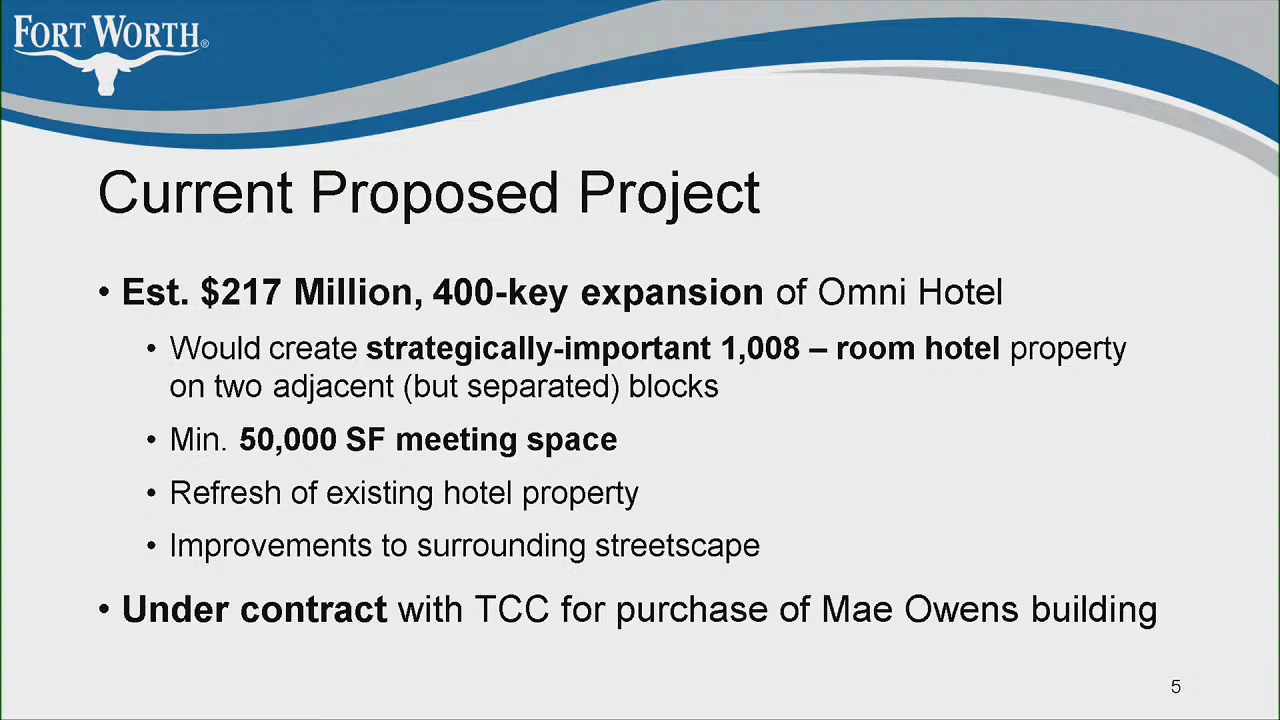 FORT WORTH®
Current Proposed Project
• Est. $217 Million, 400-key expansion of Omni Hotel
• Would create strategically-important 1,008 – room hotel property
on two adjacent (but separated) blocks
• Min. 50,000 SF meeting space
• Refresh of existing hotel property
• Improvements to surrounding streetscape
• Under contract with TCC for purchase of Mae Owens building
5